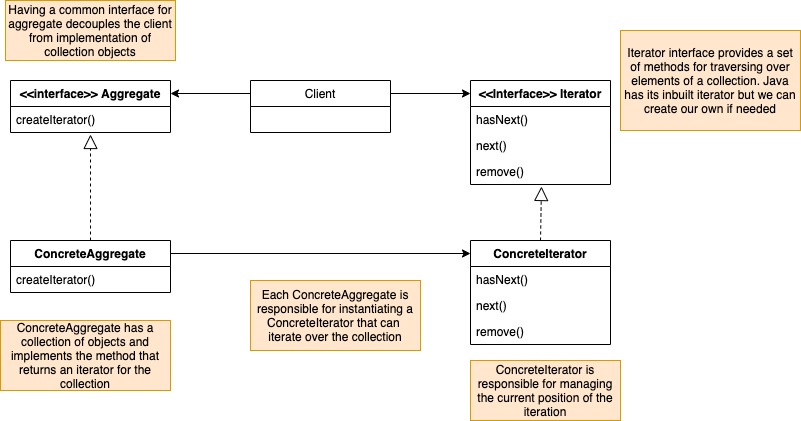 Having a common interface for
aggregate decouples the client
from implementation of
collection objects
Iterator interface provides a set
of methods for traversing over
elements of a collection. Java
has its inbuilt iterator but we can
create our own if needed
<<interface>> Aggregate
createIterator()
Client
<<Interface>> Iterator
hasNext()
next()
remove()
ConcreteAggregate
createIterator()
ConcreteIterator
hasNext()
next()
remove()
Each ConcreteAggregate is
responsible for instantiating a
ConcreteIterator that can
iterate over the collection
ConcreteAggregate has a
collection of objects and
implements the method that
returns an iterator for the
collection
ConcreteIterator is
responsible for managing
the current position of the
iteration